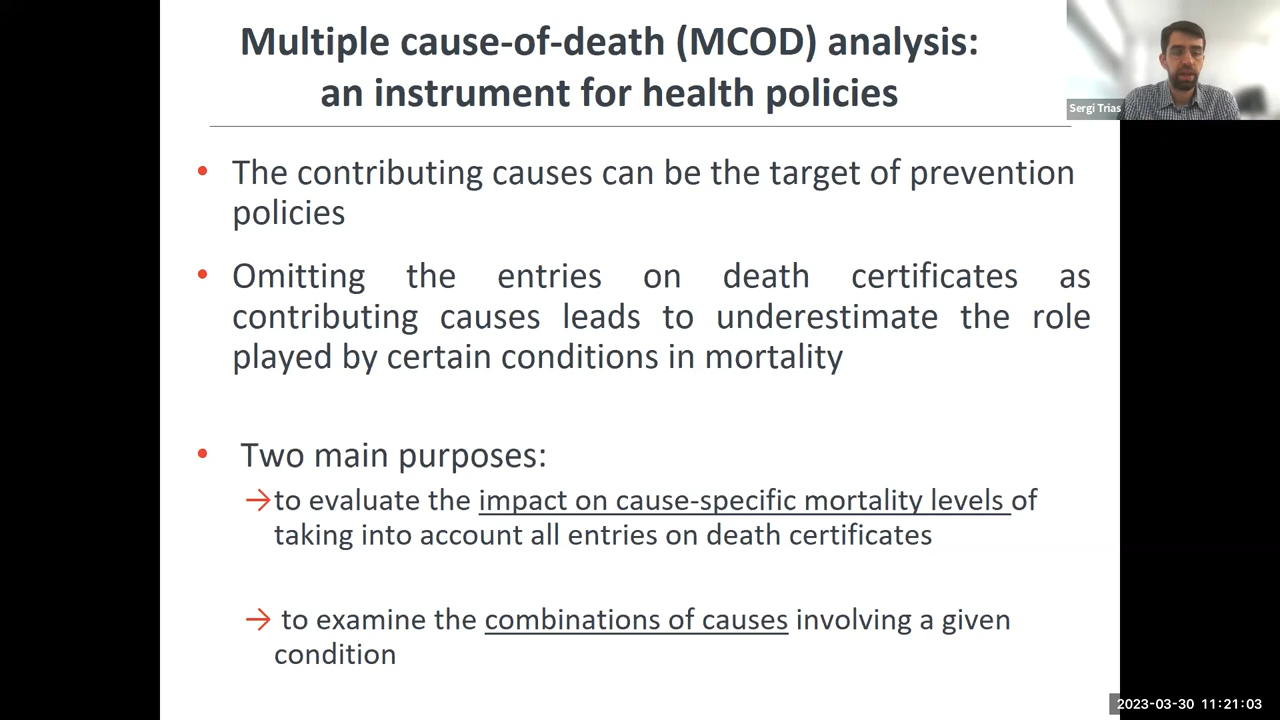 Multiple cause-of-death (MCOD) analysis:
an instrument for health policies
Sergi Trias
• The contributing causes can be the target of prevention
policies
• Omitting the entries on death certificates as
contributing causes leads to underestimate the role
played by certain conditions in mortality
• Two main purposes:
→to evaluate the impact on cause-specific mortality levels of
taking into account all entries on death certificates
→ to examine the combinations of causes involving a given
condition
2023-03-30 11:21:03